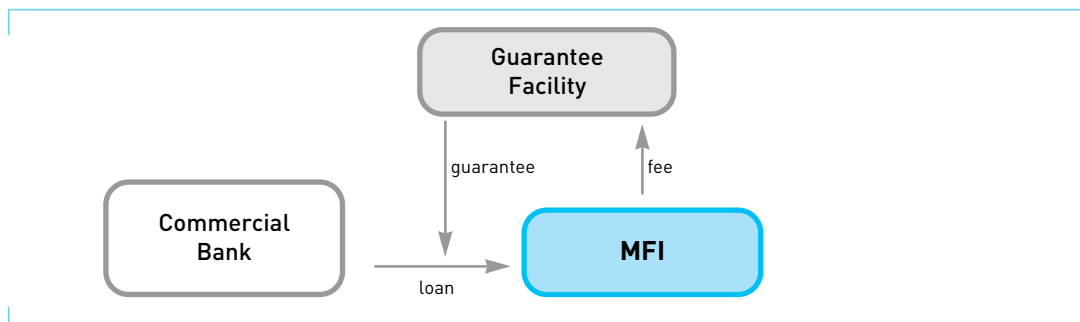 Guarantee
Facility
guarantee
fee
Commercial
Bank
MFI
loan